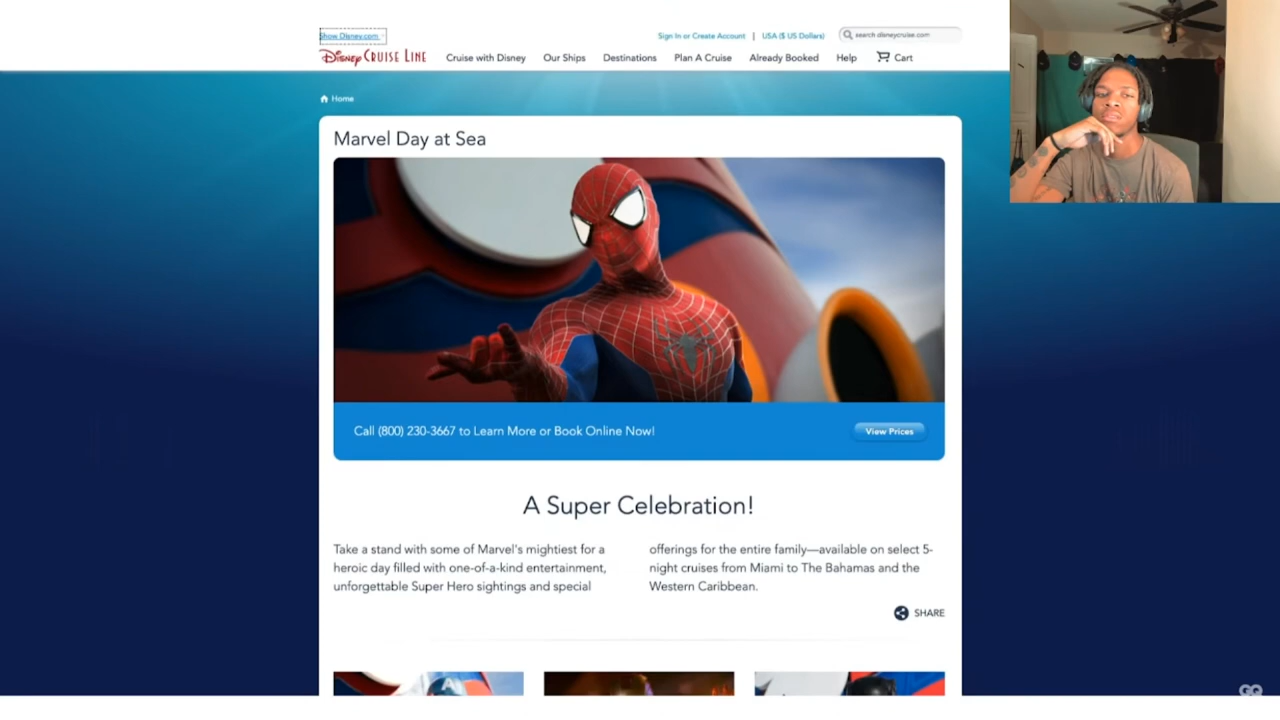 Show Disney.com
Sign In or Create Account | USA ($ US Dollars)
search disneycruise.com
Disney CRUISE LINE
Cruise with Disney
Our Ships
Destinations
Plan A Cruise
Already Booked
Help
Cart
Home
Marvel Day at Sea
Call (800) 230-3667 to Learn More or Book Online Now!
View Prices
A Super Celebration!
Take a stand with some of Marvel's mightiest for a
heroic day filled with one-of-a-kind entertainment,
unforgettable Super Hero sightings and special
offerings for the entire family—available on select 5-
night cruises from Miami to The Bahamas and the
Western Caribbean.
SHARE
GQ